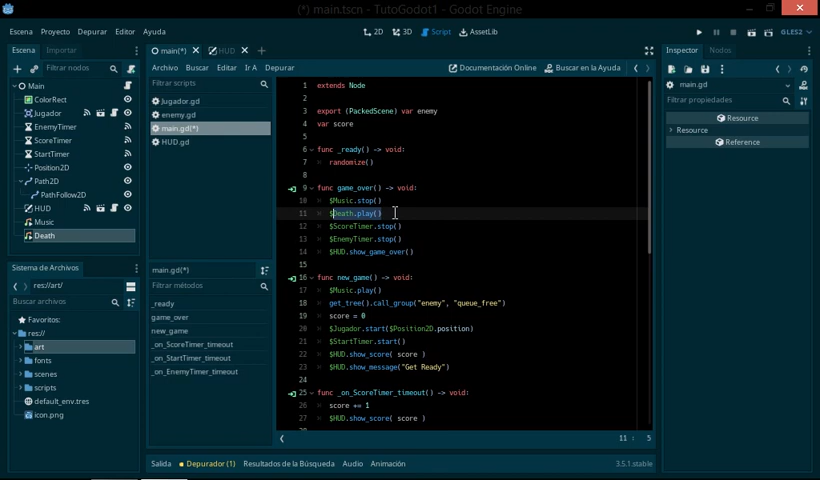 (*) main.tscn - TutoGodot1 - Godot Engine
Escena Proyecto Depurar Editor Ayuda
2D 3D Script AssetLib
GLES2
Escena Importar
Filtrar nodos
Main
ColorRect
Jugador
EnemyTimer
ScoreTimer
StartTimer
Position2D
Path2D
PathFollow2D
HUD
Music
Death
Sistema de Archivos
res://art/
Buscar archivos
Favoritos:
res://
art
fonts
scenes
scripts
default_env.tres
icon.png
main(*) HUD
Archivo Buscar Editar Ir A Depurar
Documentación Online Buscar en la Ayuda
Filtrar scripts
Jugador.gd
enemy.gd
main.gd(*)
HUD.gd
main.gd(*)
Filtrar métodos
_ready
game_over
new_game
_on_ScoreTimer_timeout
_on_StartTimer_timeout
_on_EnemyTimer_timeout
1 extends Node
2
3 export (PackedScene) var enemy
4 var score
5
6 func _ready() -> void:
7 randomize()
8
9 func game_over() -> void:
10 $Music.stop()
11 $Death.play()
12 $ScoreTimer.stop()
13 $EnemyTimer.stop()
14 $HUD.show_game_over()
15
16 func new_game() -> void:
17 $Music.play()
18 get_tree().call_group("enemy", "queue_free")
19 score = 0
20 $Jugador.start($Position2D.position)
21 $StartTimer.start()
22 $HUD.show_score( score )
23 $HUD.show_message("Get Ready")
24
25 func _on_ScoreTimer_timeout() -> void:
26 score += 1
27 $HUD.show_score( score )
11 : 5
Salida Depurador (1) Resultados de la Búsqueda Audio Animación
3.5.1.stable
Inspector Nodos
main.gd
Filtrar propiedades
Resource
Resource
Reference